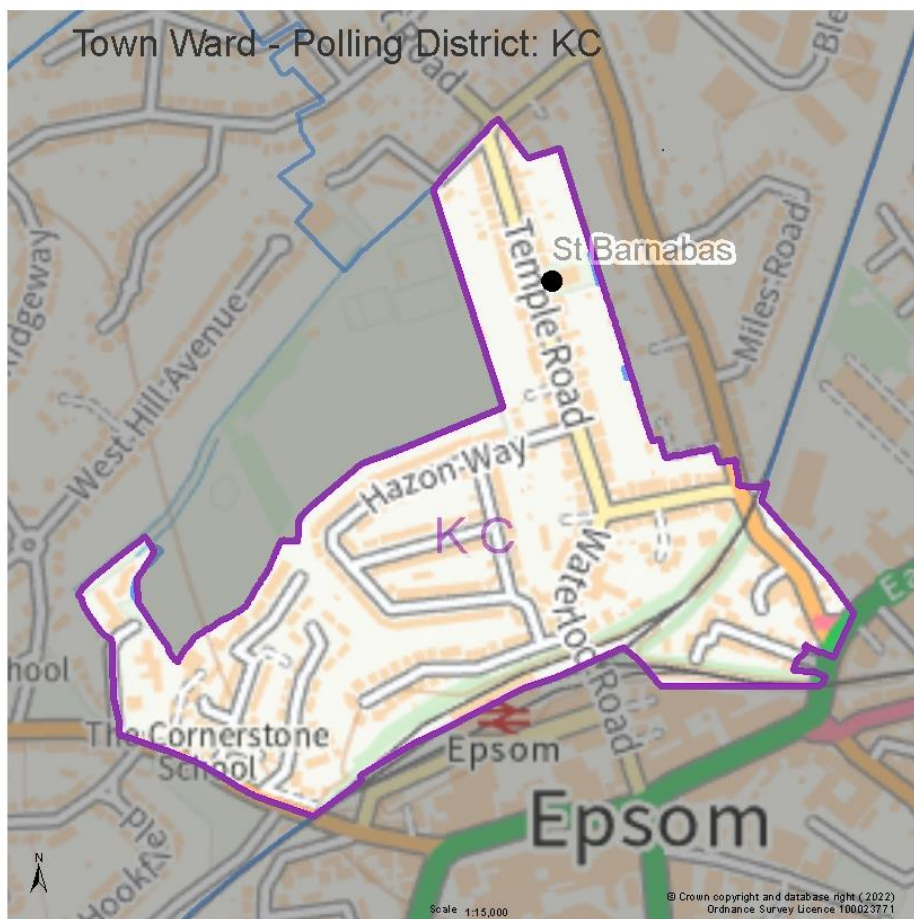 Town Ward - Polling District: KC
Road
Temple Road
St Barnabas
Miles Road
West Hill Avenue
Hazon Way
KC
Waterloo Road
The Cornerstone
School
Epsom
Epsom
Hookfield
N
Scale 1:15,000
© Crown copyright and database right (2022)
Ordnance Survey Licence 100023771